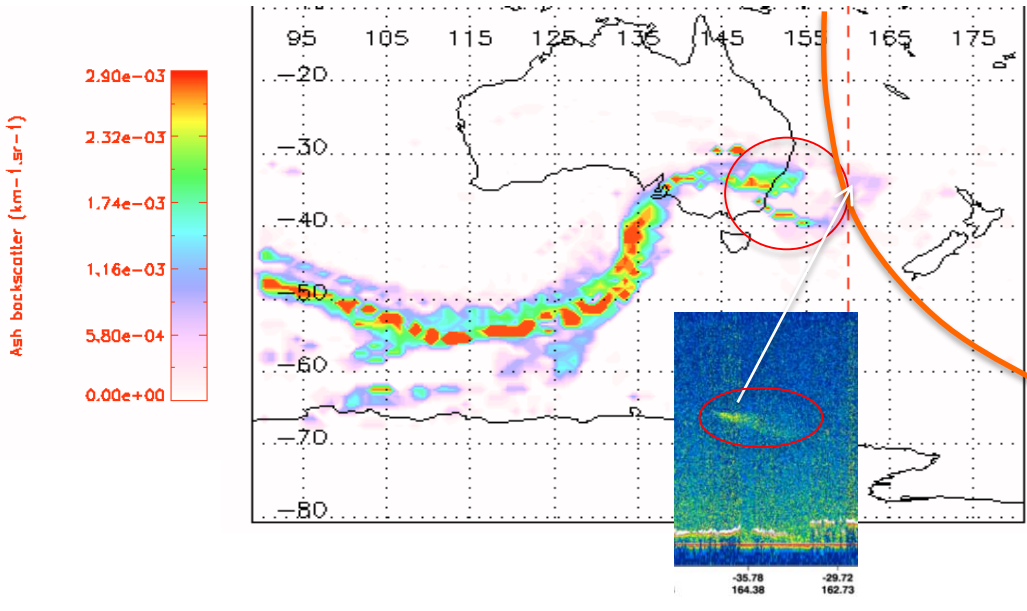 95 105 115 125 135 145 155 165 175
-20
-30
-40
-50
-60
-70
-80
Ash backscatter (km-1.sr-1)
2.90e-03
2.32e-03
1.74e-03
1.16e-03
5.80e-04
0.00e+00
-35.78 -29.72
164.38 162.73